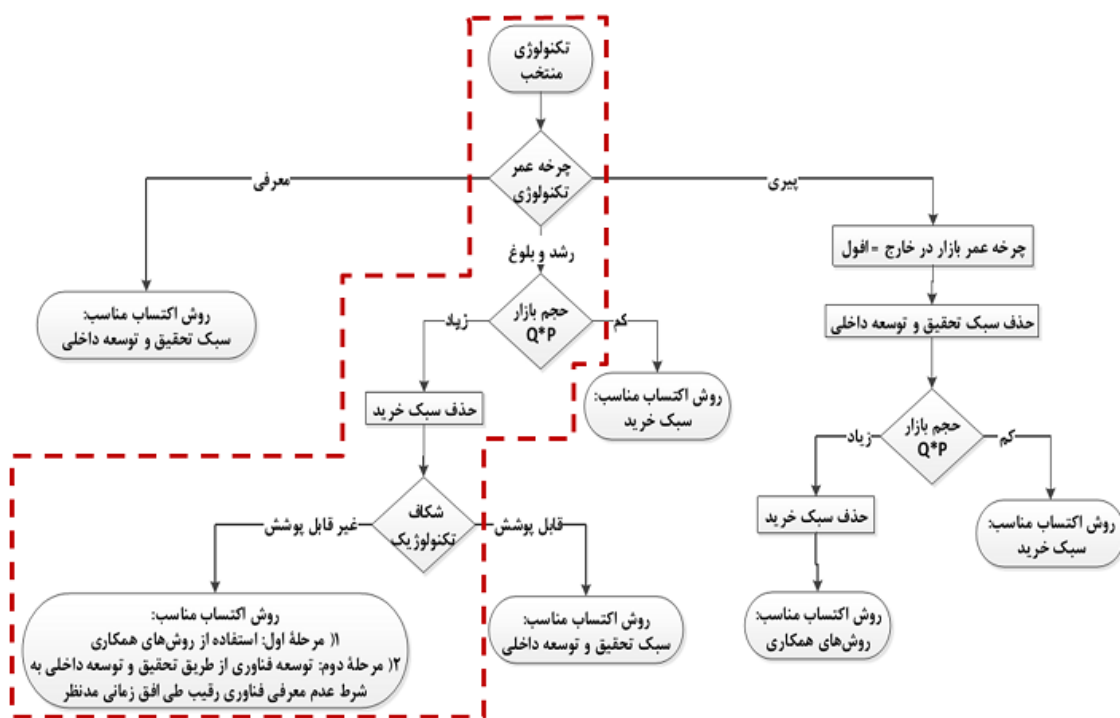 تکنولوژی
منتخب
چرخه عمر
تکنولوژی
معرفی
پیری
رشد و بلوغ
چرخه عمر بازار در خارج = افول
روش اکتساب مناسب:
سبک تحقیق و توسعه داخلی
حجم بازار
Q*P
زیاد
کم
حذف سبک تحقیق و توسعه داخلی
روش اکتساب مناسب:
سبک خرید
حذف سبک خرید
حجم بازار
Q*P
زیاد
کم
شکاف
تکنولوژیک
غیر قابل پوشش
قابل پوشش
حذف سبک خرید
روش اکتساب مناسب:
سبک خرید
روش اکتساب مناسب:
۱( مرحلۀ اول: استفاده از روش‌های همکاری
۲( مرحلۀ دوم: توسعه فناوری از طریق تحقیق و توسعه داخلی به
شرط عدم معرفی فناوری رقیب طی افق زمانی مدنظر
روش اکتساب مناسب:
سبک تحقیق و توسعه داخلی
روش اکتساب مناسب:
روش‌های همکاری